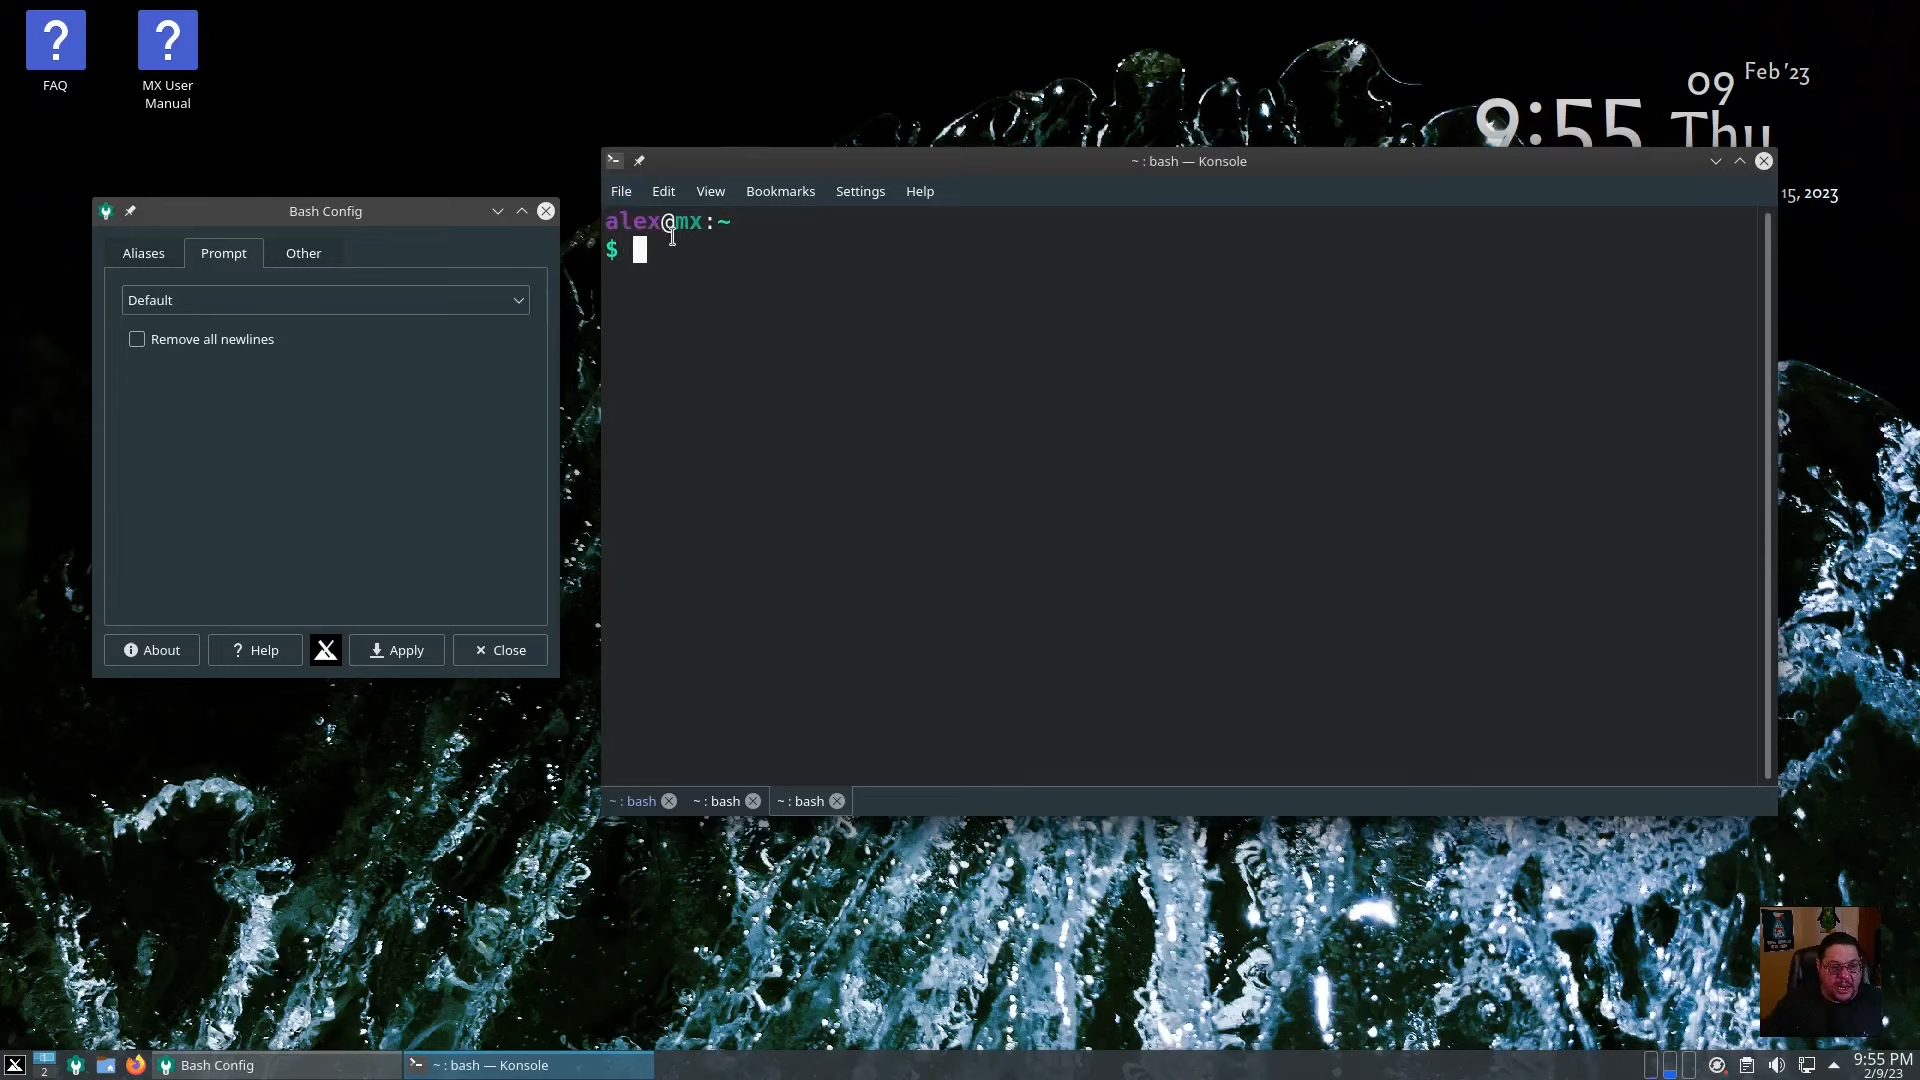 FAQ
MX User
Manual
09 Feb '23
9:55 Thu
15, 2023
Bash Config
Aliases
Prompt
Other
Default
Remove all newlines
About
? Help
Apply
Close
~ : bash — Konsole
File
Edit
View
Bookmarks
Settings
Help
alex@mx:~
$
~ : bash
~ : bash
~ : bash
1
2
Bash Config
~ : bash — Konsole
9:55 PM
2/9/23